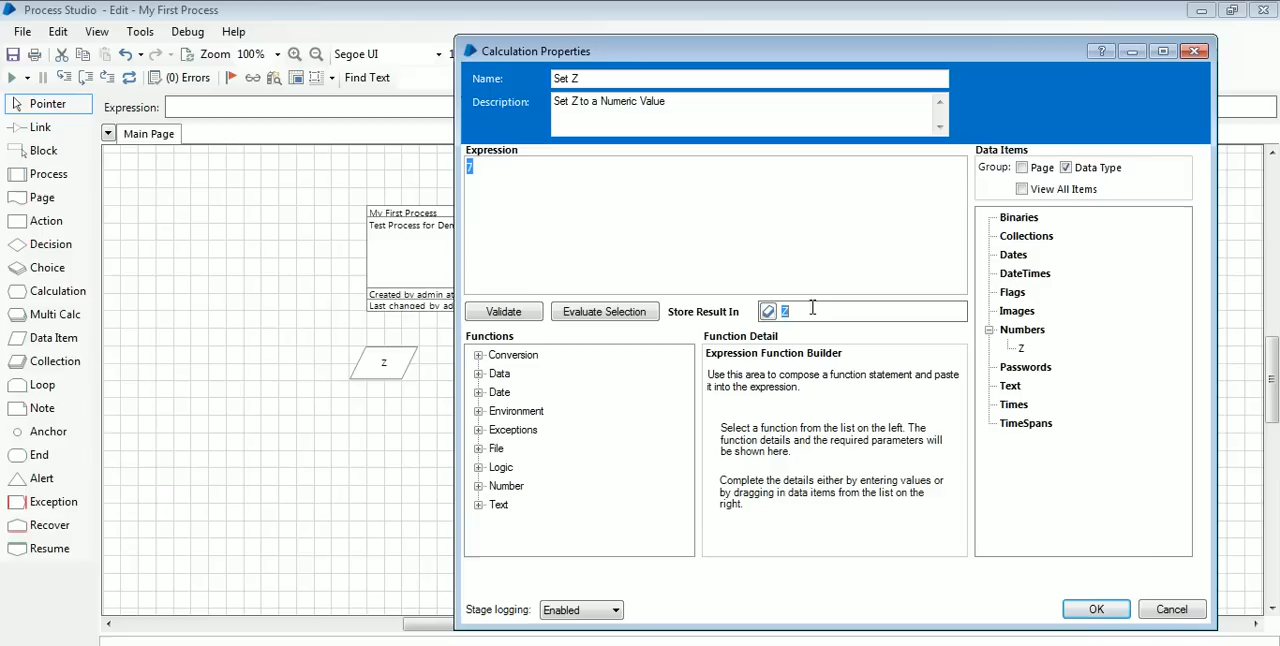 Process Studio - Edit - My First Process
File Edit View Tools Debug Help
Zoom 100% Segoe UI 1
(0) Errors Find Text
Pointer
Expression:
Link
Main Page
Block
Process
Page
Action
Decision
Choice
Calculation
Multi Calc
Data Item
Collection
Loop
Note
Anchor
End
Alert
Exception
Recover
Resume
My First Process
Test Process for Den
Created by admin at
Last changed by ad
Z
Calculation Properties
Name: Set Z
Description: Set Z to a Numeric Value
Expression
7
Validate Evaluate Selection Store Result In Z
Functions
Conversion
Data
Date
Environment
Exceptions
File
Logic
Number
Text
Function Detail
Expression Function Builder
Use this area to compose a function statement and paste
it into the expression.
Select a function from the list on the left. The
function details and the required parameters will
be shown here.
Complete the details either by entering values or
by dragging in data items from the list on the
right.
Data Items
Group: Page Data Type
View All Items
Binaries
Collections
Dates
DateTimes
Flags
Images
Numbers
Z
Passwords
Text
Times
TimeSpans
Stage logging: Enabled
OK Cancel